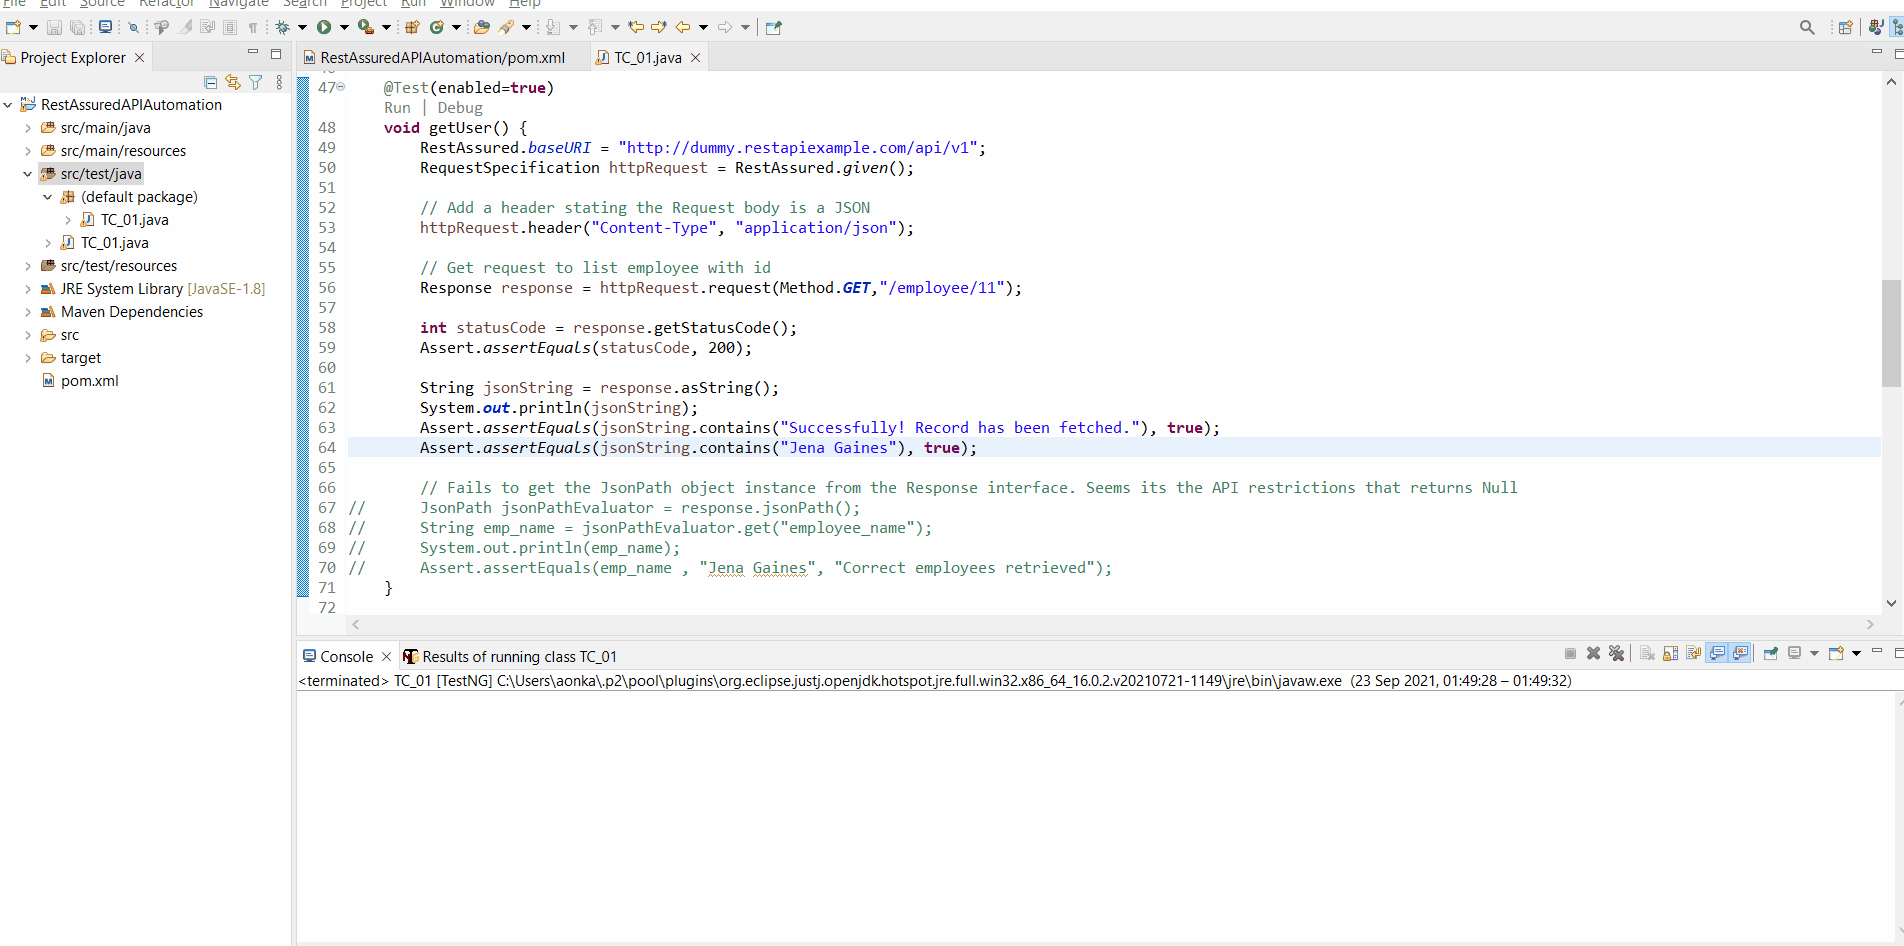 File Edit Source Refactor Navigate Search Project Run Window Help
Project Explorer
RestAssuredAPIAutomation
src/main/java
src/main/resources
src/test/java
(default package)
TC_01.java
TC_01.java
src/test/resources
JRE System Library [JavaSE-1.8]
Maven Dependencies
src
target
pom.xml
RestAssuredAPIAutomation/pom.xml TC_01.java
47 @Test(enabled=true)
Run | Debug
48 void getUser() {
49 RestAssured.baseURI = "http://dummy.restapiexample.com/api/v1";
50 RequestSpecification httpRequest = RestAssured.given();
51
52 // Add a header stating the Request body is a JSON
53 httpRequest.header("Content-Type", "application/json");
54
55 // Get request to list employee with id
56 Response response = httpRequest.request(Method.GET,"/employee/11");
57
58 int statusCode = response.getStatusCode();
59 Assert.assertEquals(statusCode, 200);
60
61 String jsonString = response.asString();
62 System.out.println(jsonString);
63 Assert.assertEquals(jsonString.contains("Successfully! Record has been fetched."), true);
64 Assert.assertEquals(jsonString.contains("Jena Gaines"), true);
65
66 // Fails to get the JsonPath object instance from the Response interface. Seems its the API restrictions that returns Null
67 // JsonPath jsonPathEvaluator = response.jsonPath();
68 // String emp_name = jsonPathEvaluator.get("employee_name");
69 // System.out.println(emp_name);
70 // Assert.assertEquals(emp_name , "Jena Gaines", "Correct employees retrieved");
71 }
72
Console Results of running class TC_01
<terminated> TC_01 [TestNG] C:\Users\aonka\.p2\pool\plugins\org.eclipse.justj.openjdk.hotspot.jre.full.win32.x86_64_16.0.2.v20210721-1149\jre\bin\javaw.exe (23 Sep 2021, 01:49:28 – 01:49:32)